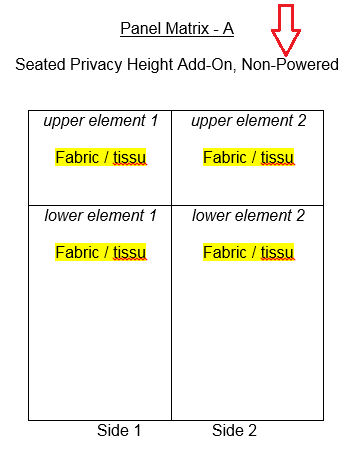 Panel Matrix - A
Seated Privacy Height Add-On, Non-Powered
upper element 1
upper element 2
Fabric / tissu
Fabric / tissu
lower element 1
lower element 2
Fabric / tissu
Fabric / tissu
Side 1
Side 2